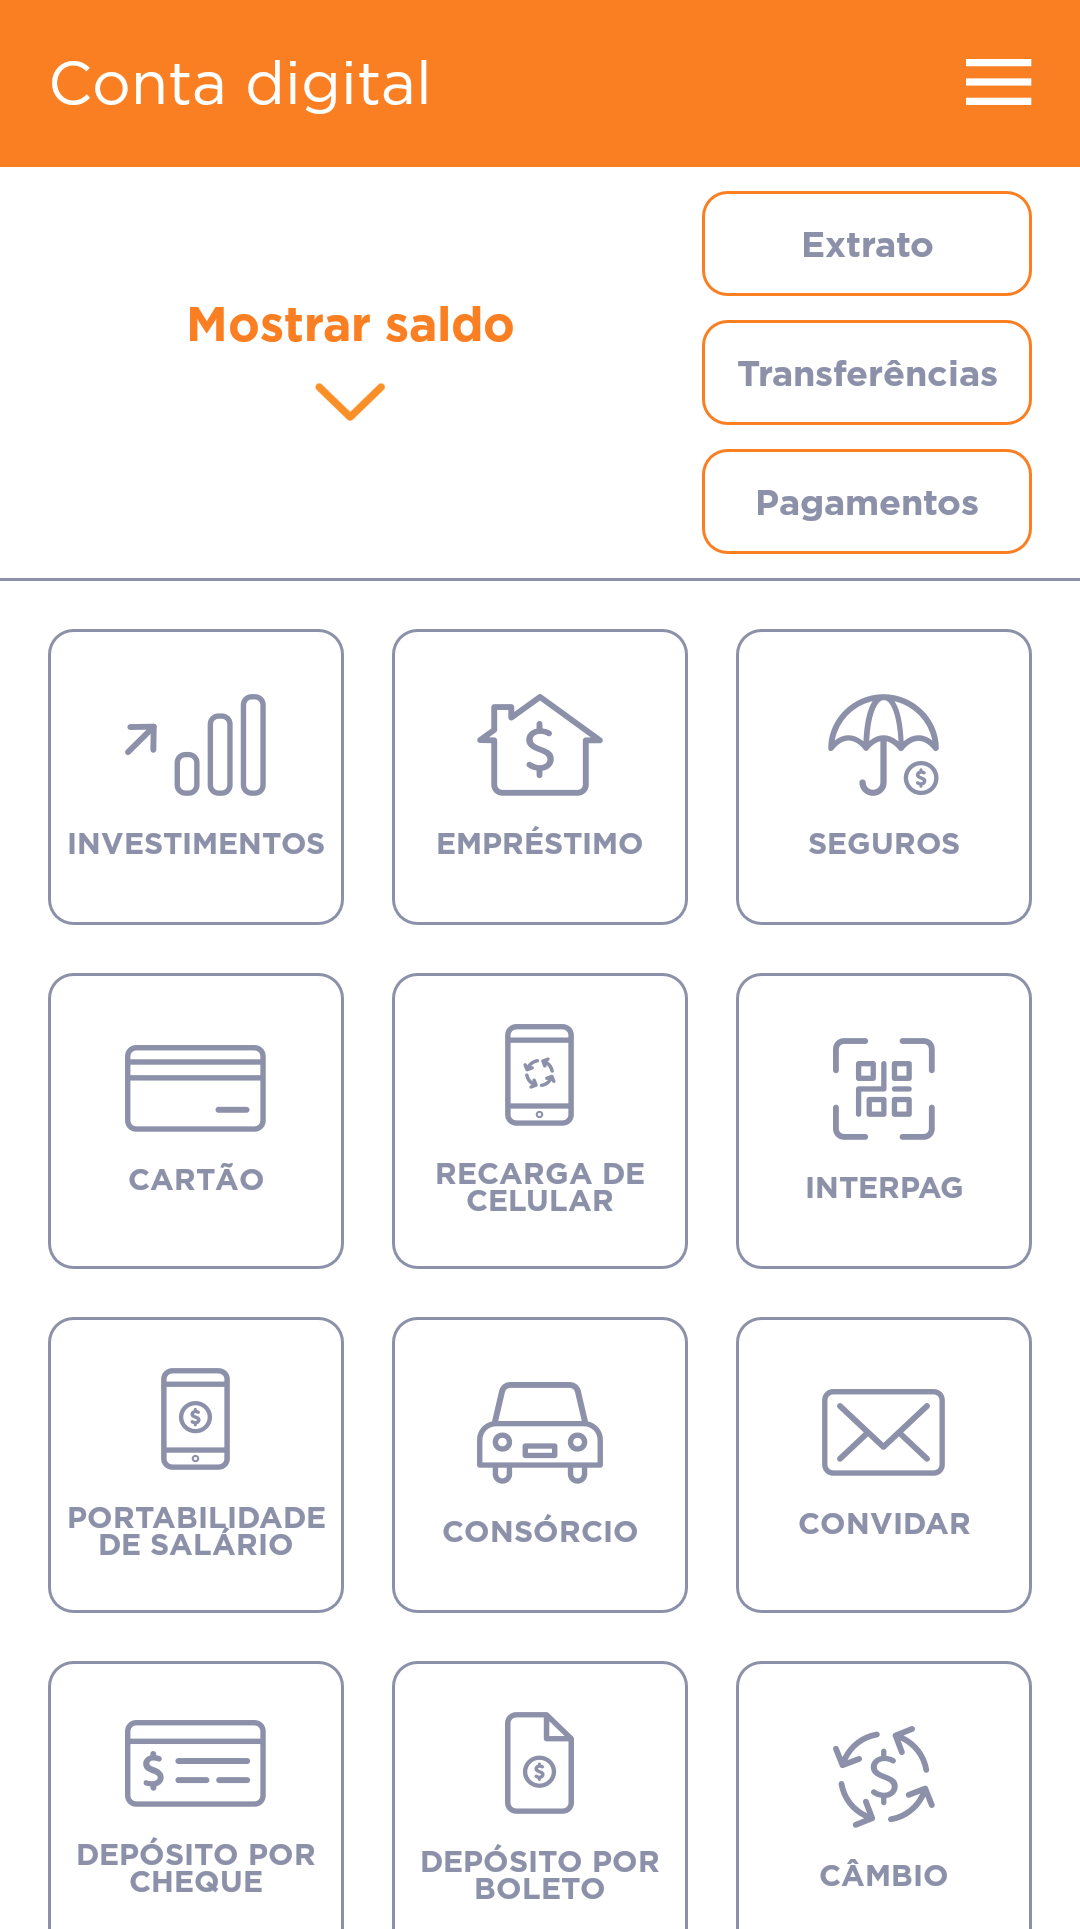 Conta digital
Mostrar saldo
Extrato
Transferências
Pagamentos
INVESTIMENTOS
EMPRÉSTIMO
SEGUROS
CARTÃO
RECARGA DE
CELULAR
INTERPAG
PORTABILIDADE
DE SALÁRIO
CONSÓRCIO
CONVIDAR
DEPÓSITO POR
CHEQUE
DEPÓSITO POR
BOLETO
CÂMBIO